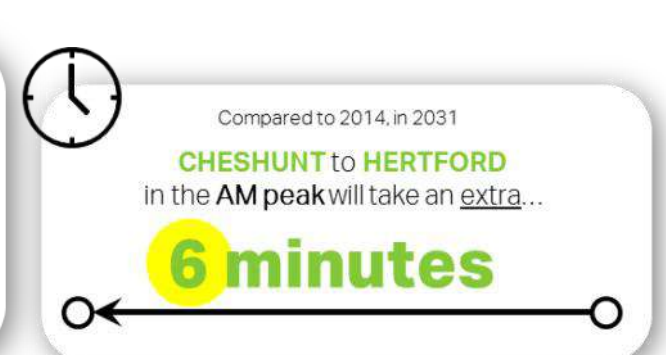 Compared to 2014, in 2031
CHESHUNT to HERTFORD
in the AM peak will take an extra...
6 minutes